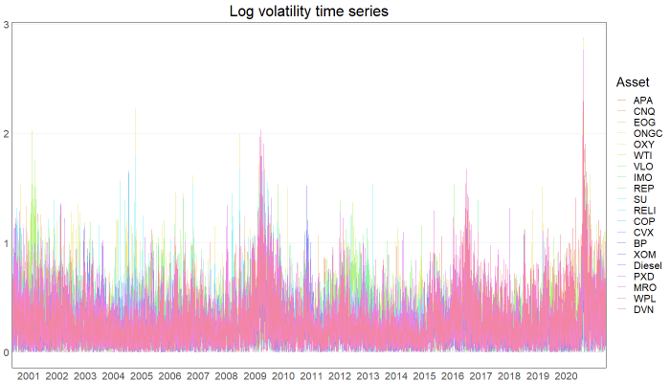 Log volatility time series
3
2
1
0
2001 2002 2003 2004 2005 2006 2007 2008 2009 2010 2011 2012 2013 2014 2015 2016 2017 2018 2019 2020
Asset
APA
CNQ
EOG
ONGC
OXY
WTI
VLO
IMO
REP
SU
RELI
COP
CVX
BP
XOM
Diesel
PXD
MRO
WPL
DVN